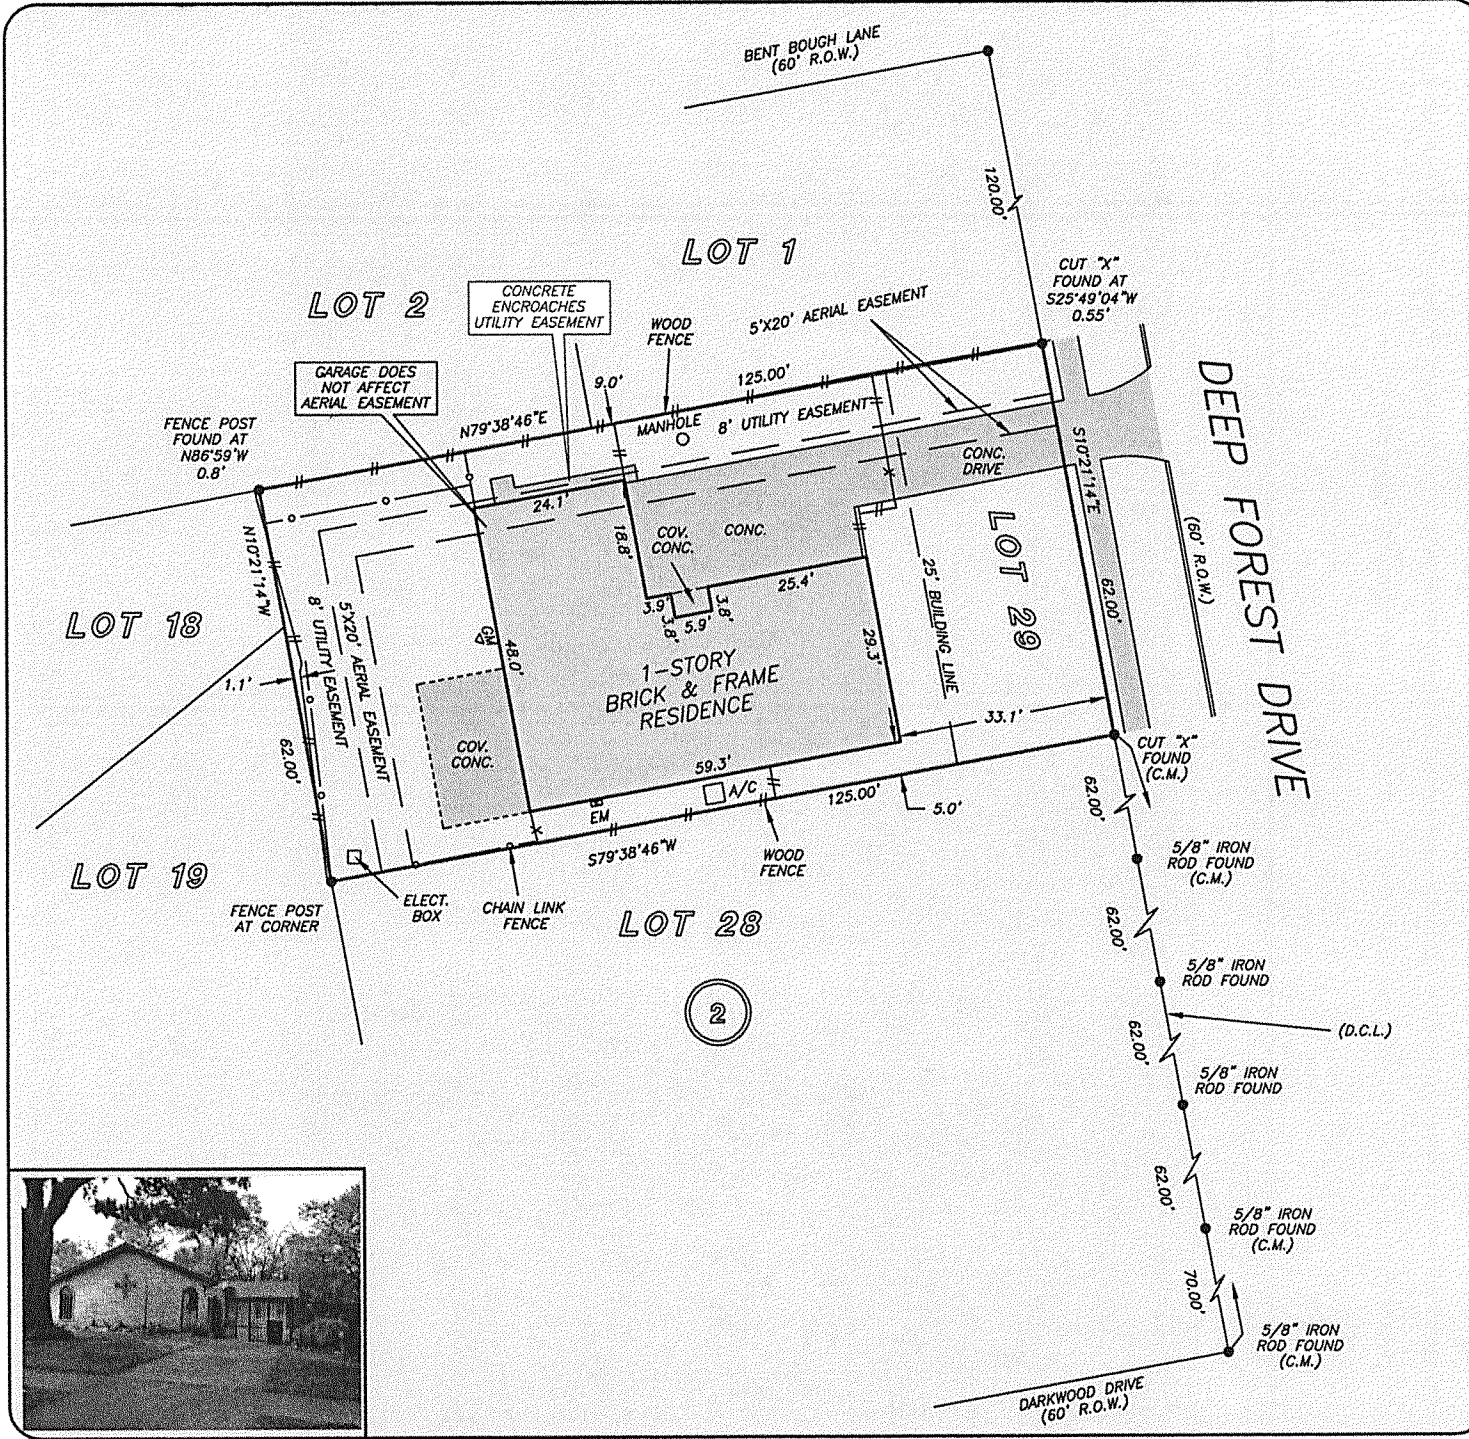 BENT BOUGH LANE
(60' R.O.W.)
120.00'
LOT 1
CUT "X"
FOUND AT
S25°49'04"W
0.55'
LOT 2
CONCRETE
ENCROACHES
UTILITY EASEMENT
WOOD
FENCE
5'X20' AERIAL EASEMENT
GARAGE DOES
NOT AFFECT
AERIAL EASEMENT
9.0'
125.00'
DEEP FOREST DRIVE
(60' R.O.W.)
FENCE POST
FOUND AT
N86°59'W
0.8'
N79°38'46"E
MANHOLE
8' UTILITY EASEMENT
S10°21'14"E
CONC.
DRIVE
24.1'
N10°21'14"W
18.8'
COV.
CONC.
CONC.
LOT 29
62.00'
25.4'
25' BUILDING LINE
LOT 18
8' UTILITY EASEMENT
5'X20' AERIAL EASEMENT
3.9'
3.8'
5.9'
3.8'
GM
48.0'
29.3'
1-STORY
BRICK & FRAME
RESIDENCE
1.1'
33.1'
62.00'
COV.
CONC.
CUT "X"
FOUND
(C.M.)
59.3'
A/C
125.00'
5.0'
62.00'
EM
S79°38'46"W
WOOD
FENCE
5/8" IRON
ROD FOUND
(C.M.)
LOT 19
ELECT.
BOX
FENCE POST
AT CORNER
CHAIN LINK
FENCE
LOT 28
62.00'
5/8" IRON
ROD FOUND
2
(D.C.L.)
62.00'
5/8" IRON
ROD FOUND
62.00'
5/8" IRON
ROD FOUND
(C.M.)
70.00'
5/8" IRON
ROD FOUND
(C.M.)
DARKWOOD DRIVE
(60' R.O.W.)